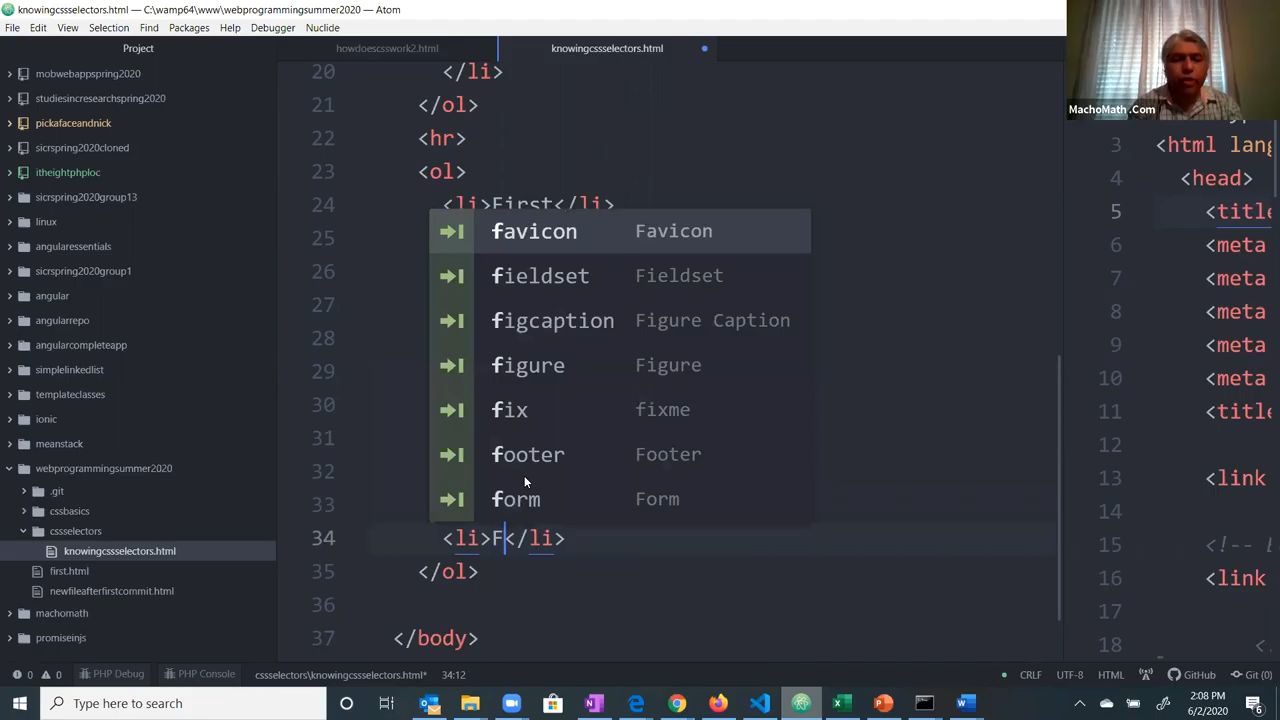 knowingcssselectors.html — C:\wamp64\www\webprogrammingsummer2020 — Atom
File Edit View Selection Find Packages Help Debugger Nuclide
Project
mobwebappspring2020
studiesincresearchspring2020
pickafaceandnick
sicrspring2020cloned
itheightphploc
sicrspring2020group13
linux
angularessentials
sicrspring2020group1
angular
angularrepo
angularcompleteapp
simplelinkedlist
templateclasses
ionic
meanstack
webprogrammingsummer2020
.git
cssbasics
cssselectors
knowingcssselectors.html
first.html
newfileafterfirstcommit.html
machomath
promiseinjs
howdoescsswork2.html
knowingcssselectors.html
20 </li>
21 </ol>
22 <hr>
23 <ol>
24 <li>First</li>
25
26
27
28
29
30
31
32
33
34 <li>F</li>
35 </ol>
36
37 </body>
favicon Favicon
fieldset Fieldset
figcaption Figure Caption
figure Figure
fix fixme
footer Footer
form Form
MachoMath .Com
3 <html lang
4 <head>
5 <title
6 <meta
7 <meta
8 <meta
9 <meta
10 <meta
11 <title
12
13 <link
14
15 <!--
16 <link
17
18
0 0 PHP Debug PHP Console cssselectors\knowingcssselectors.html* 34:12
CRLF UTF-8 HTML GitHub Git (0)
Type here to search
2:08 PM
6/2/2020
6